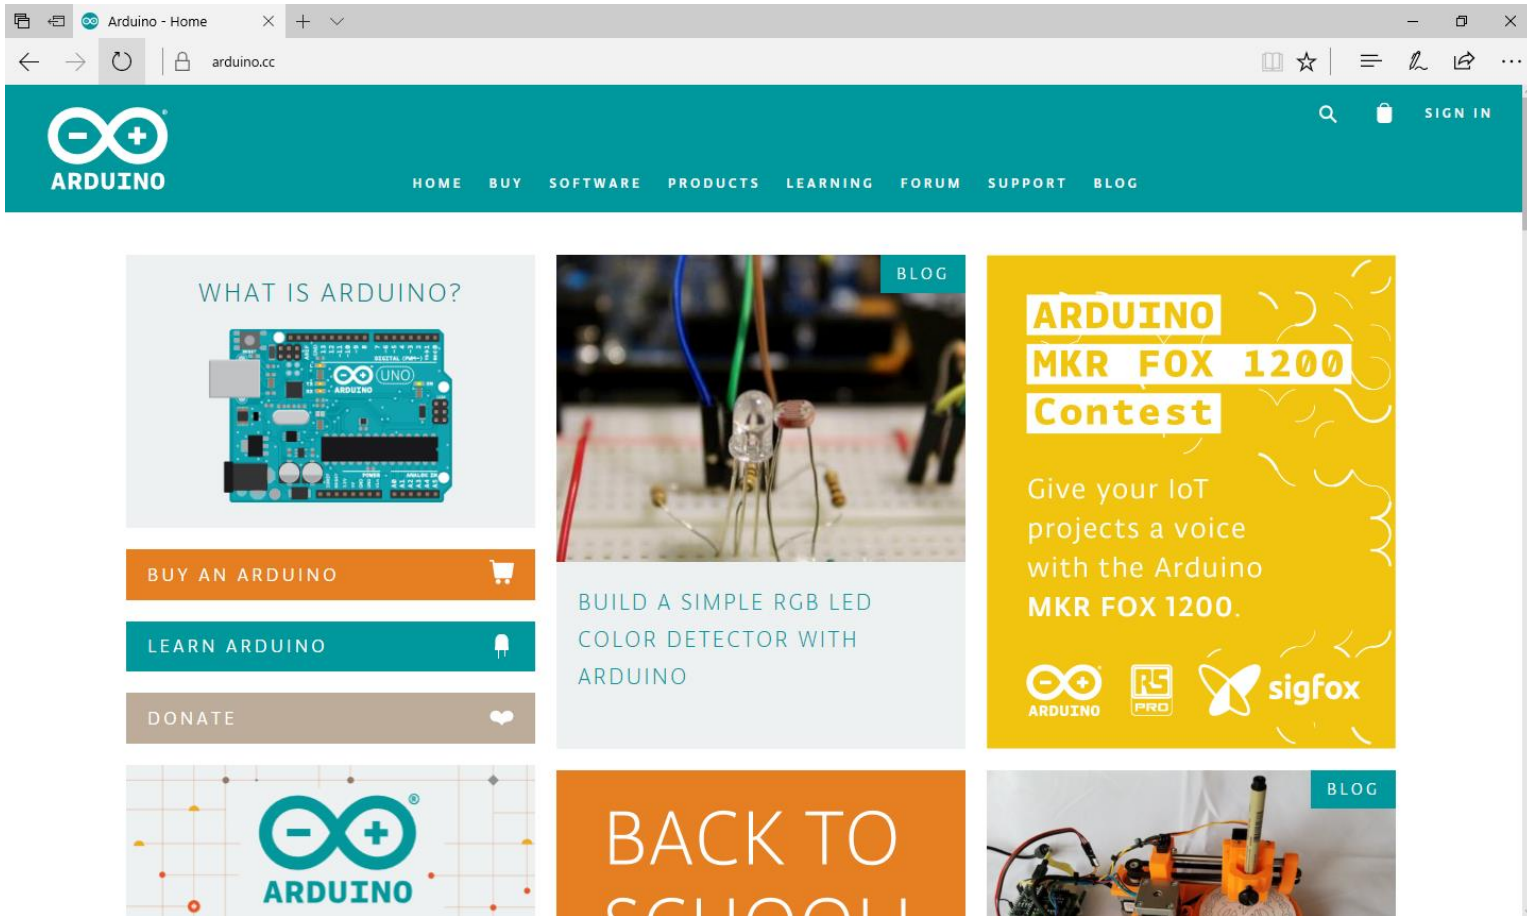 Arduino - Home
arduino.cc
SIGN IN
ARDUINO
HOME BUY SOFTWARE PRODUCTS LEARNING FORUM SUPPORT BLOG
WHAT IS ARDUINO?
UNO
ARDUINO
BUY AN ARDUINO
LEARN ARDUINO
DONATE
ARDUINO
BLOG
BUILD A SIMPLE RGB LED
COLOR DETECTOR WITH
ARDUINO
BACK TO
SCHOOL
ARDUINO
MKR FOX 1200
Contest
Give your IoT
projects a voice
with the Arduino
MKR FOX 1200.
ARDUINO RS PRO sigfox
BLOG